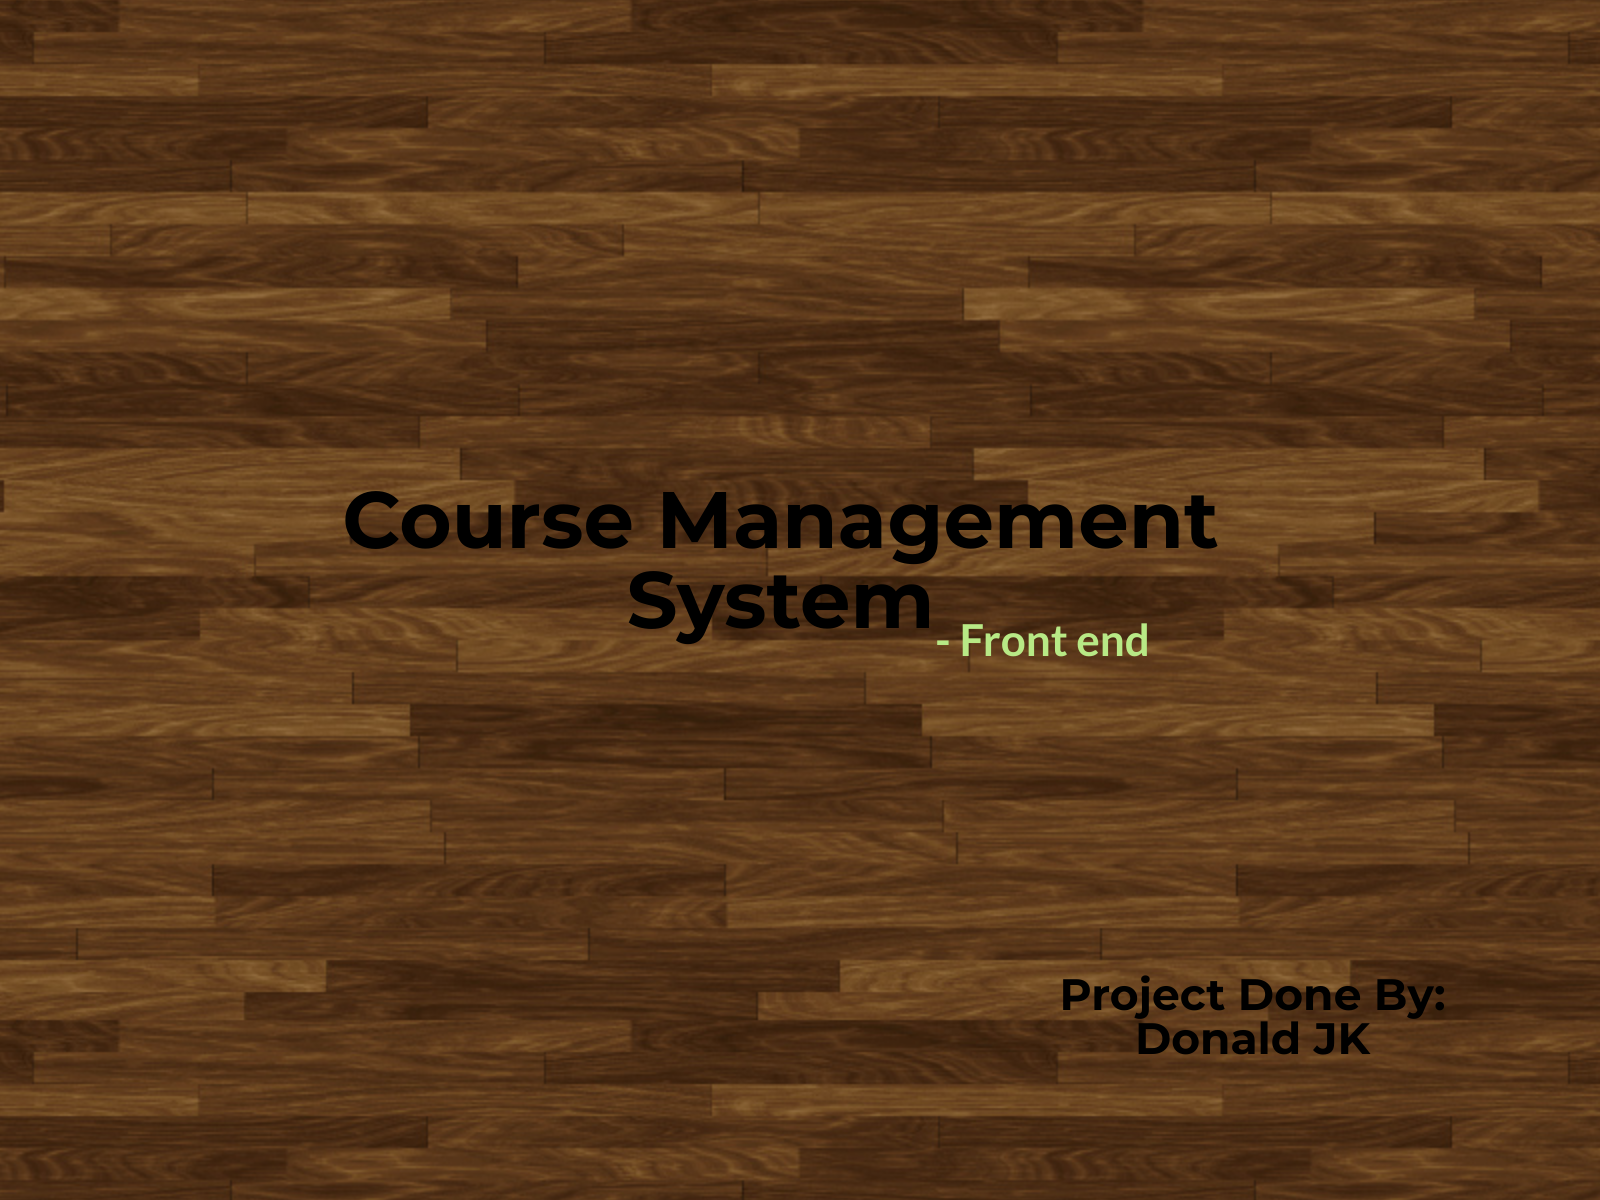 Course Management
System
- Front end
Project Done By:
Donald JK